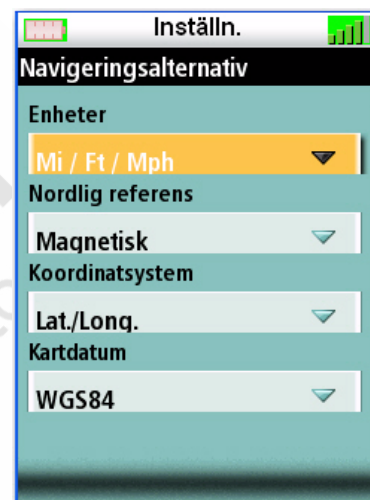 Inställn.
Navigeringsalternativ
Enheter
Mi / Ft / Mph
Nordlig referens
Magnetisk
Koordinatsystem
Lat./Long.
Kartdatum
WGS84